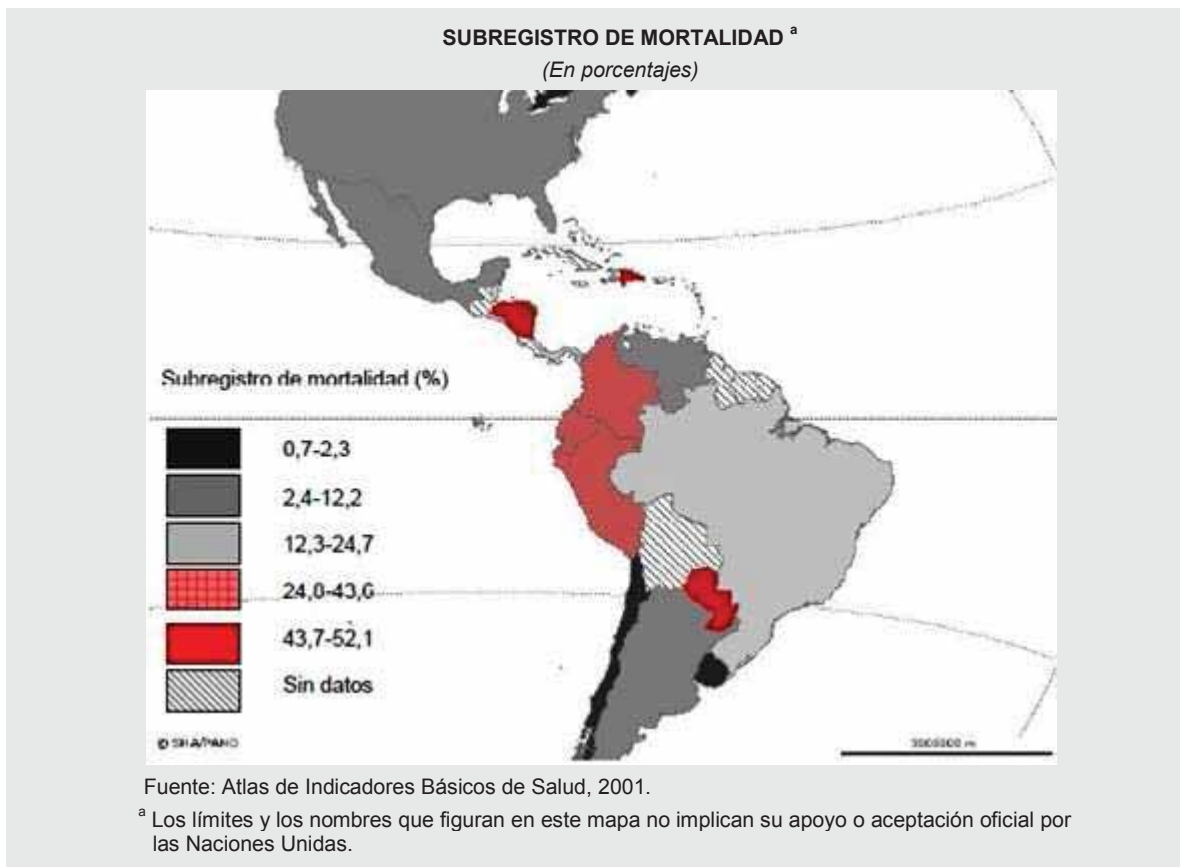 SUBREGISTRO DE MORTALIDAD a
(En porcentajes)
Subregistro de mortalidad (%)
0,7-2,3
2,4-12,2
12,3-24,7
24,0-43,6
43,7-52,1
Sin datos
Fuente: Atlas de Indicadores Básicos de Salud, 2001.
a Los límites y los nombres que figuran en este mapa no implican su apoyo o aceptación oficial por
las Naciones Unidas.